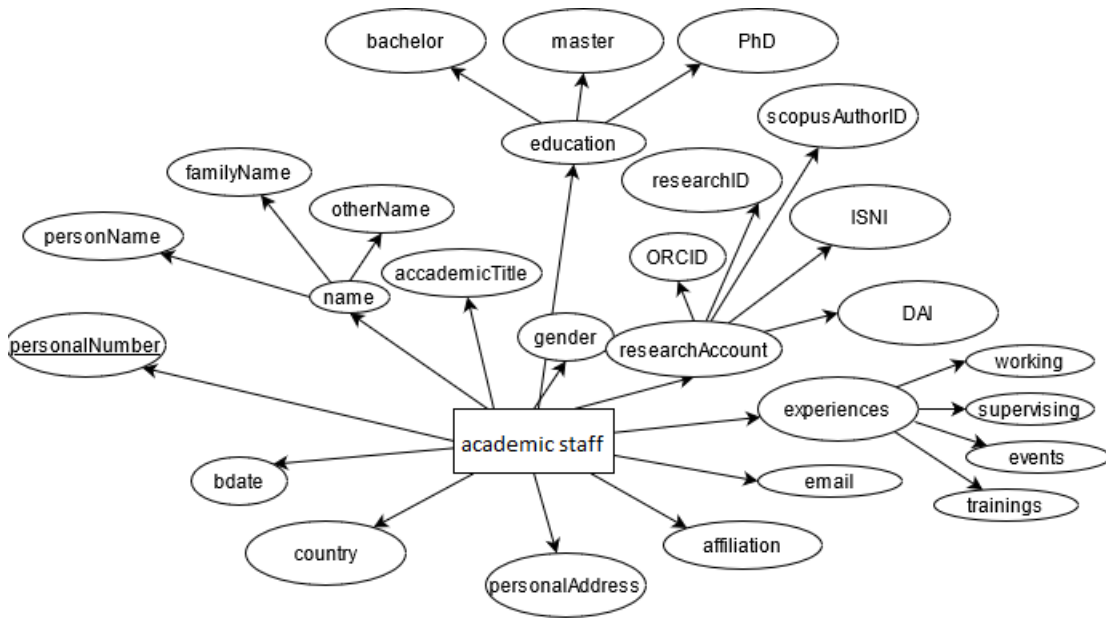 bachelor
master
PhD
scopusAuthorID
education
familyName
researchID
otherName
ISNI
personName
ORCID
accademicTitle
name
DAI
gender
researchAccount
personalNumber
working
experiences
supervising
academic staff
events
bdate
email
trainings
country
affiliation
personalAddress